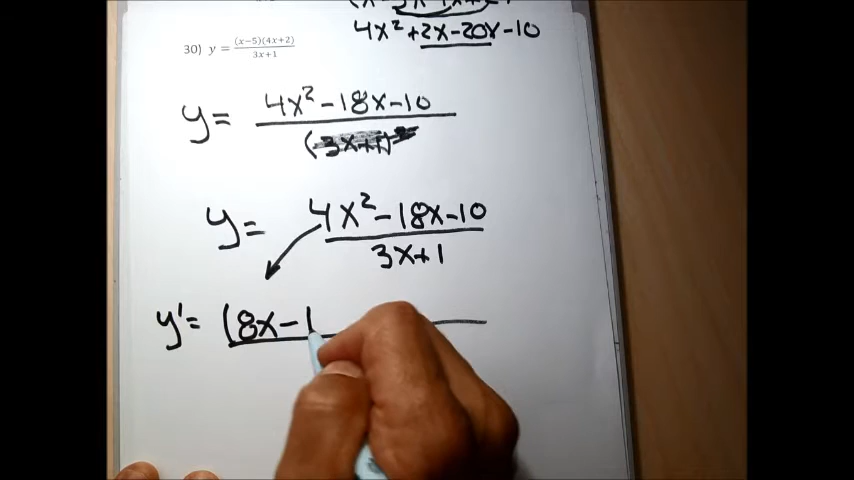 4x² + 2x - 20x - 10
30) y = (x-5)(4x+2)
3x+1
y = 4x² - 18x - 10
y = 4x² - 18x - 10
3x+1
y' = (8x - 1